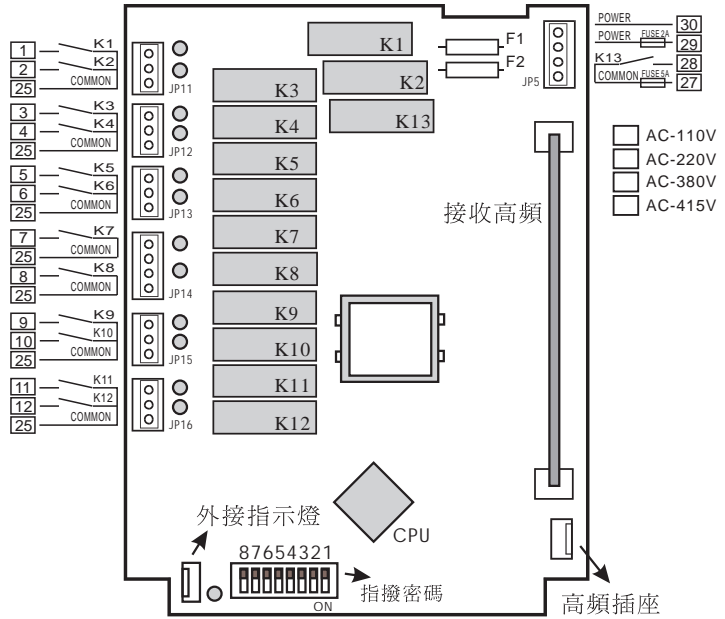 1 K1
2 K2
25 COMMON
JP11
3 K3
4 K4
25 COMMON
JP12
5 K5
6 K6
25 COMMON
JP13
7 K7
25 COMMON
8 K8
25 COMMON
JP14
9 K9
10 K10
25 COMMON
JP15
11 K11
12 K12
25 COMMON
JP16
K1
K2
K13
K3
K4
K5
K6
K7
K8
K9
K10
K11
K12
F1
F2
JP5
POWER 30
POWER FUSE 2A 29
K13 28
COMMON FUSE 5A 27
AC-110V
AC-220V
AC-380V
AC-415V
接收高頻
CPU
外接指示燈
87654321
ON
指撥密碼
高頻插座